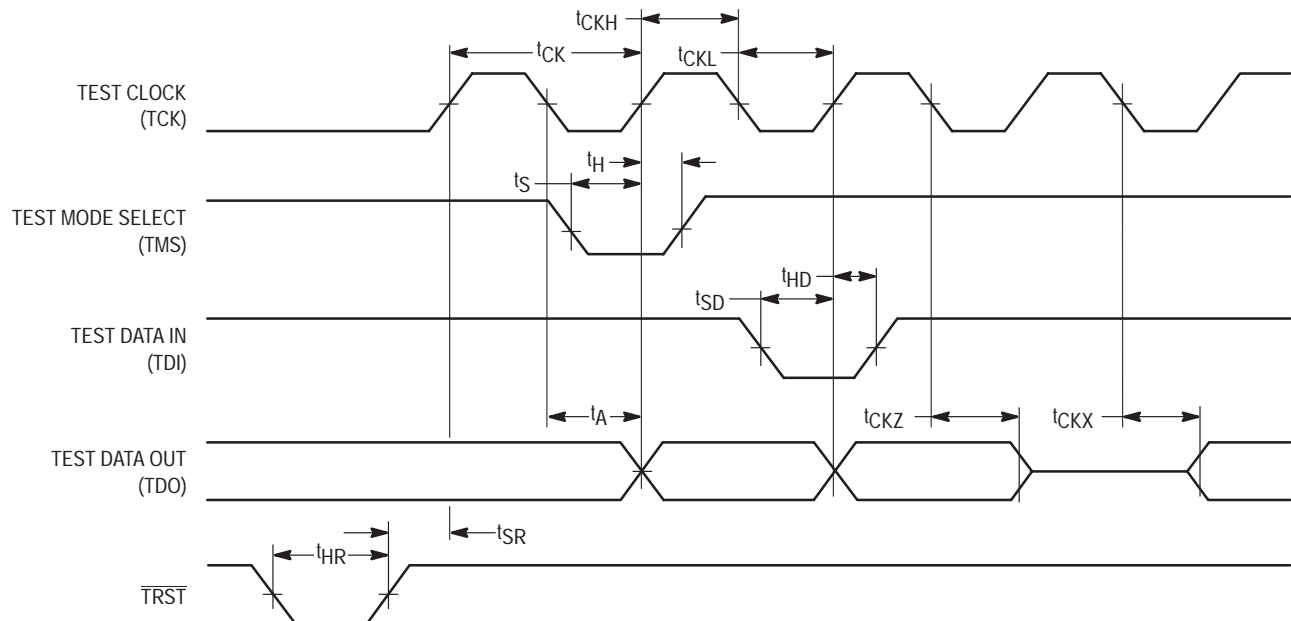 tCKH
tCK
tCKL
TEST CLOCK
(TCK)
tH
tS
TEST MODE SELECT
(TMS)
tHD
tSD
TEST DATA IN
(TDI)
tA
tCKZ
tCKX
TEST DATA OUT
(TDO)
tSR
tHR
T̅R̅S̅T̅